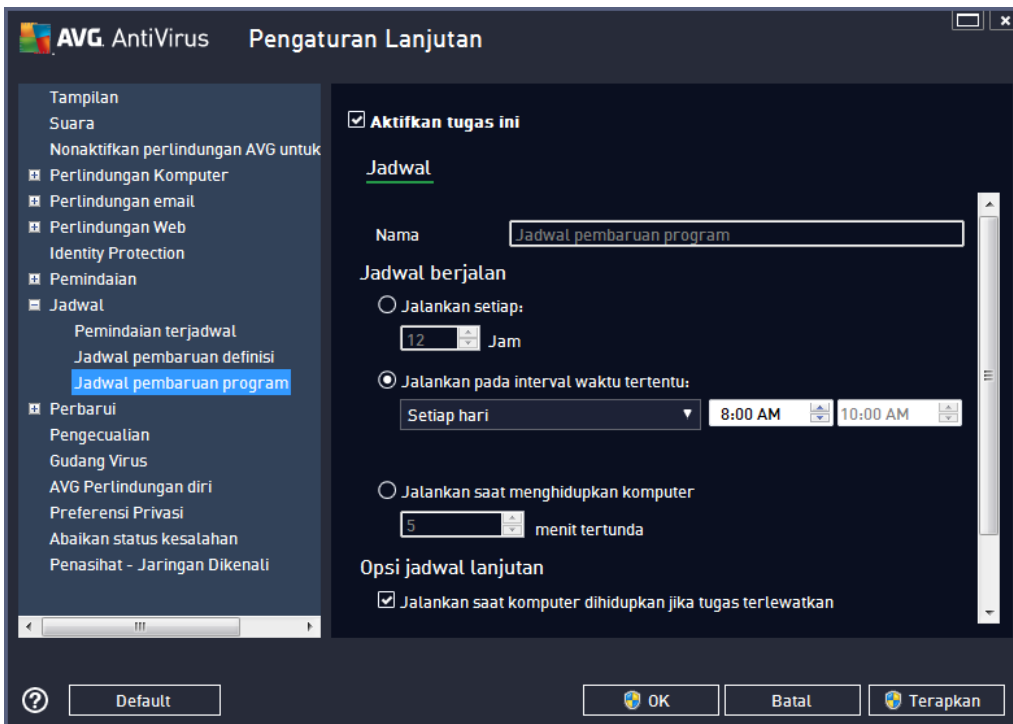 AVG AntiVirus Pengaturan Lanjutan
Tampilan
Suara
Nonaktifkan perlindungan AVG untuk
Perlindungan Komputer
Perlindungan email
Perlindungan Web
Identity Protection
Pemindaian
Jadwal
Pemindaian terjadwal
Jadwal pembaruan definisi
Jadwal pembaruan program
Perbarui
Pengecualian
Gudang Virus
AVG Perlindungan diri
Preferensi Privasi
Abaikan status kesalahan
Penasihat - Jaringan Dikenali
Aktifkan tugas ini
Jadwal
Nama Jadwal pembaruan program
Jadwal berjalan
Jalankan setiap:
12 Jam
Jalankan pada interval waktu tertentu:
Setiap hari 8:00 AM 10:00 AM
Jalankan saat menghidupkan komputer
5 menit tertunda
Opsi jadwal lanjutan
Jalankan saat komputer dihidupkan jika tugas terlewatkan
? Default OK Batal Terapkan